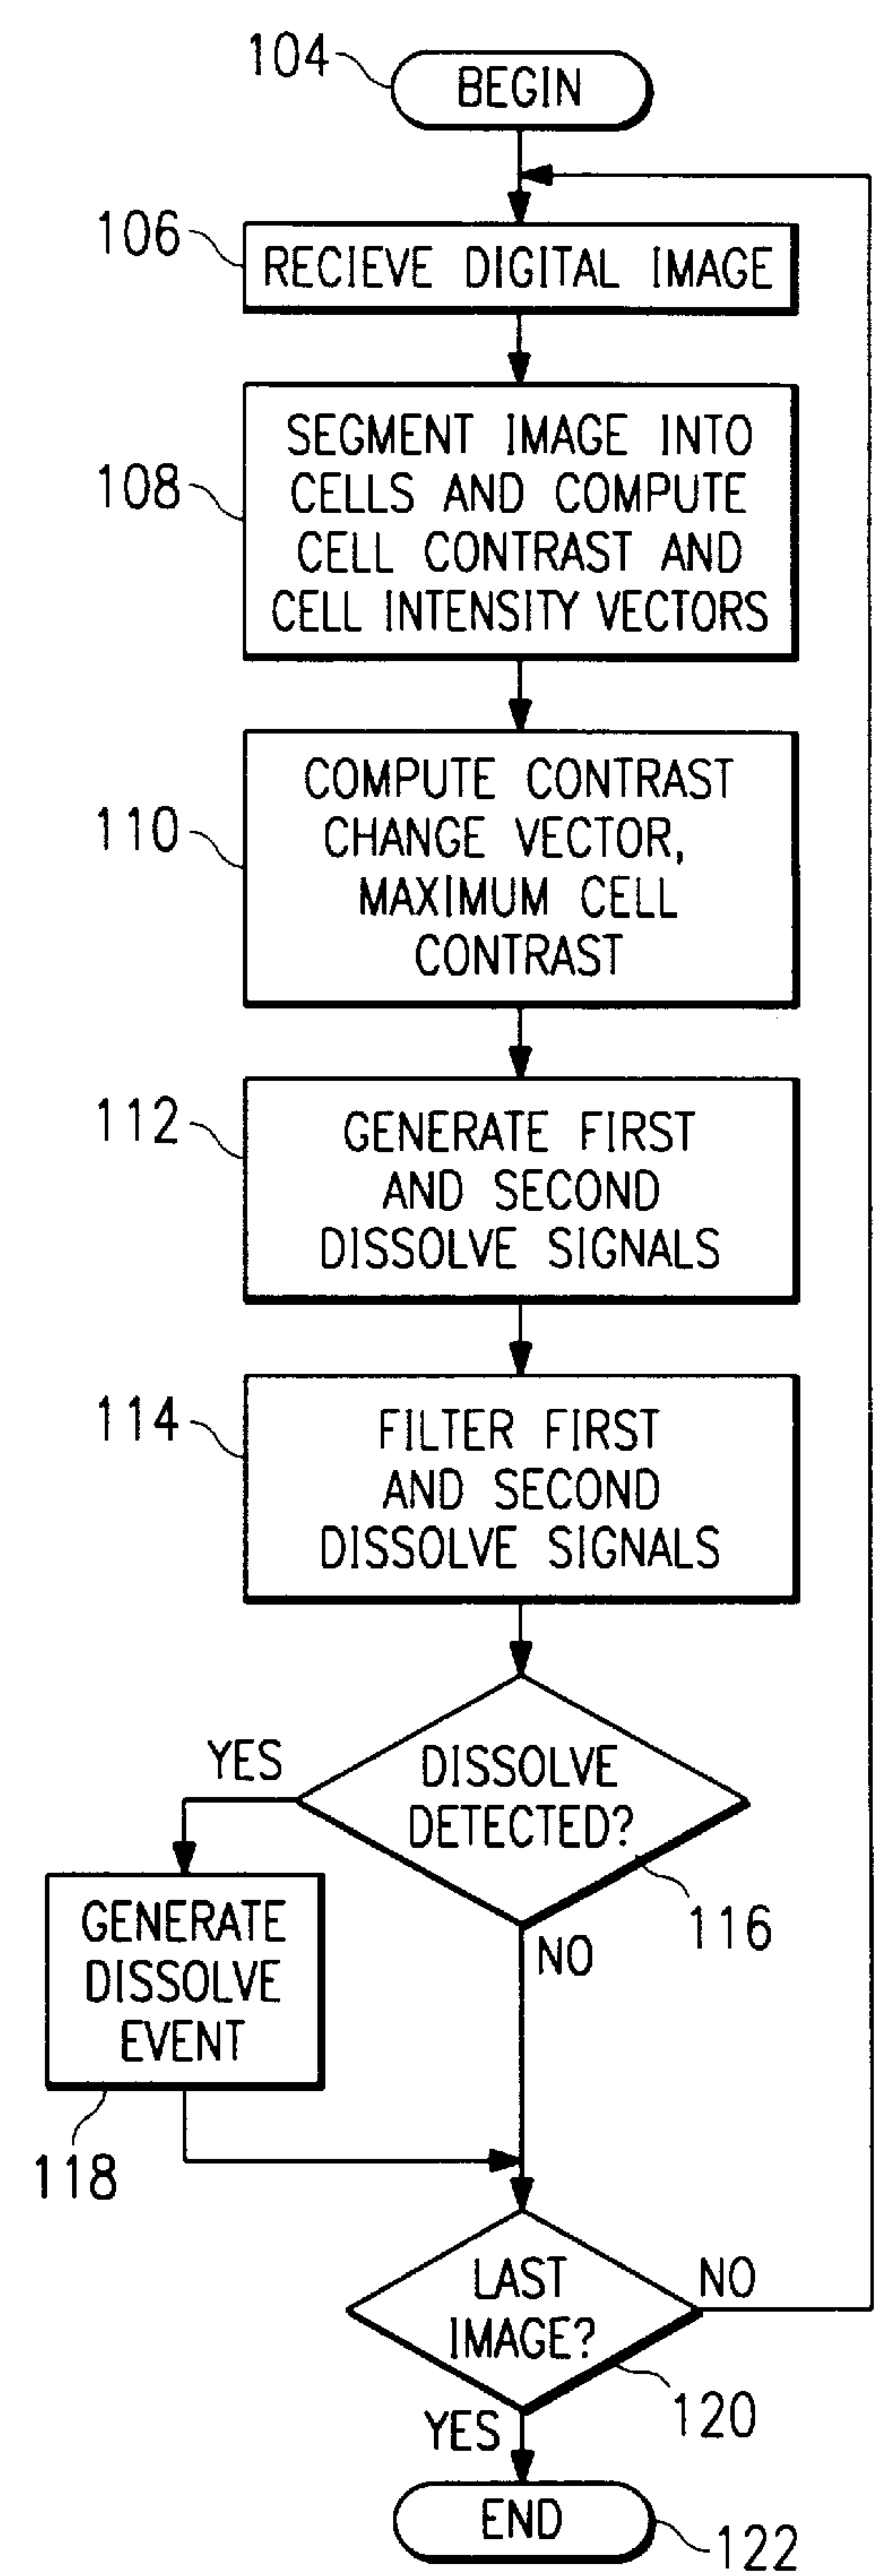 104
BEGIN
106
RECIEVE DIGITAL IMAGE
108
SEGMENT IMAGE INTO
CELLS AND COMPUTE
CELL CONTRAST AND
CELL INTENSITY VECTORS
110
COMPUTE CONTRAST
CHANGE VECTOR,
MAXIMUM CELL
CONTRAST
112
GENERATE FIRST
AND SECOND
DISSOLVE SIGNALS
114
FILTER FIRST
AND SECOND
DISSOLVE SIGNALS
YES
DISSOLVE
DETECTED?
116
NO
GENERATE
DISSOLVE
EVENT
118
LAST
IMAGE?
NO
120
YES
END
122